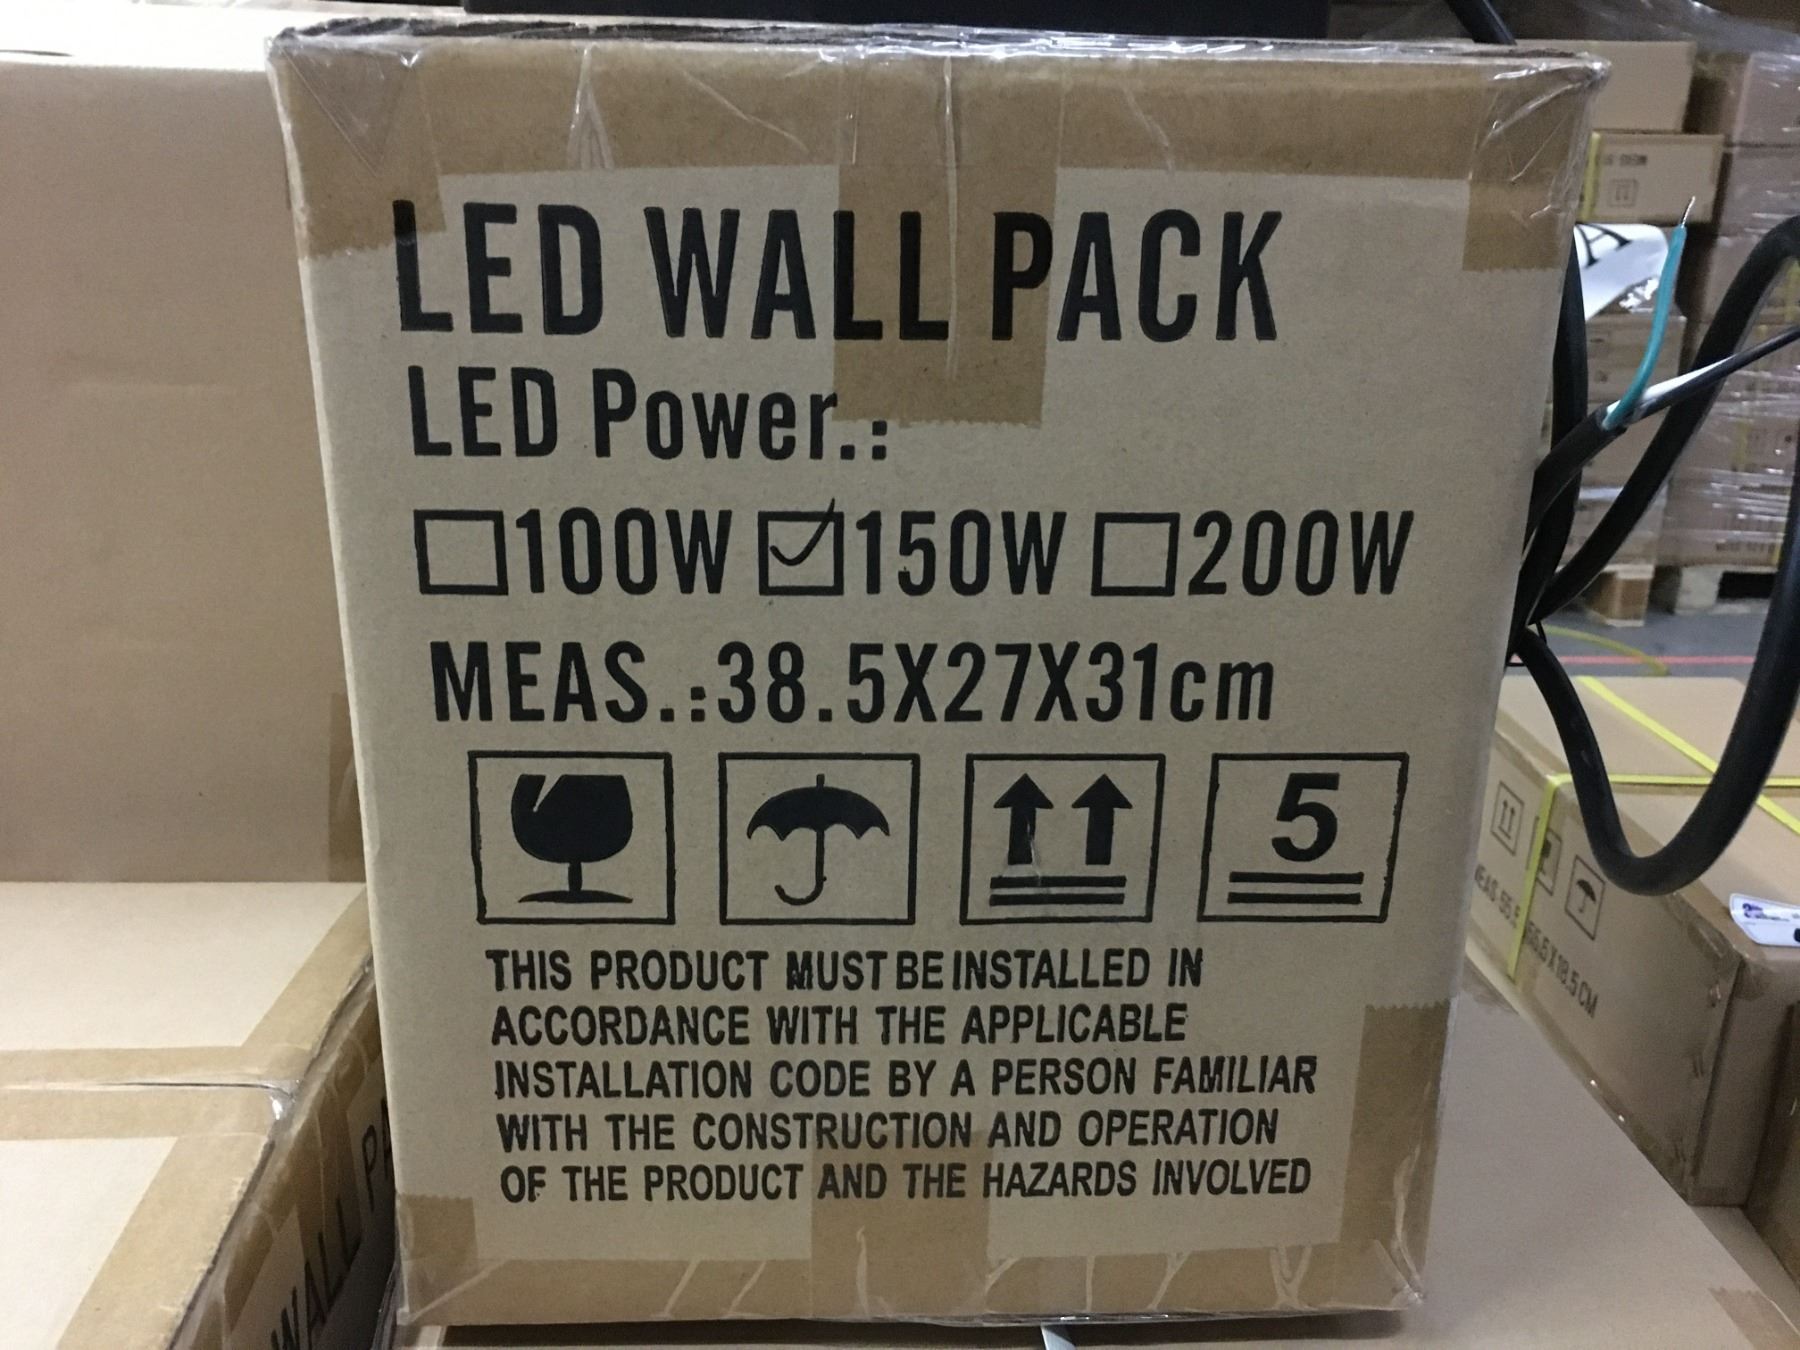 LED WALL PACK
LED Power.:
100W 150W 200W
MEAS.:38.5X27X31cm
5
THIS PRODUCT MUST BE INSTALLED IN
ACCORDANCE WITH THE APPLICABLE
INSTALLATION CODE BY A PERSON FAMILIAR
WITH THE CONSTRUCTION AND OPERATION
OF THE PRODUCT AND THE HAZARDS INVOLVED
WALL PA